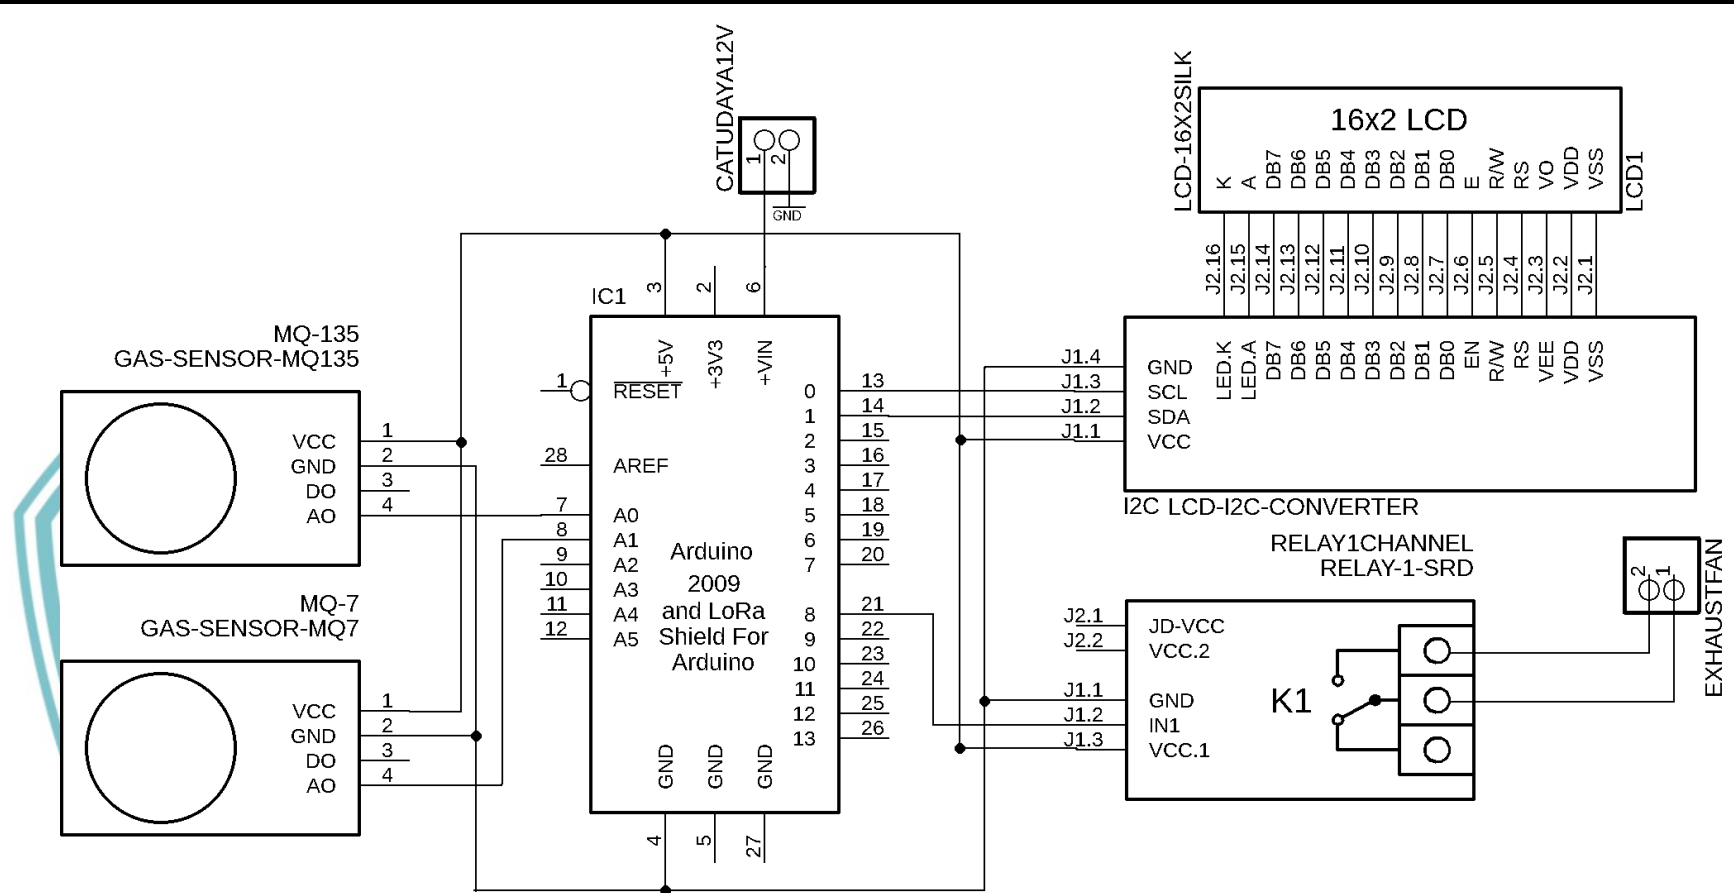 CATUDAYA12V
1
2
GND
LCD-16X2SILK
16x2 LCD
K
A
DB7
DB6
DB5
DB4
DB3
DB2
DB1
DB0
E
R/W
RS
VO
VDD
VSS
LCD1
J2.16
J2.15
J2.14
J2.13
J2.12
J2.11
J2.10
J2.9
J2.8
J2.7
J2.6
J2.5
J2.4
J2.3
J2.2
J2.1
LED.K
LED.A
DB7
DB6
DB5
DB4
DB3
DB2
DB1
DB0
EN
R/W
RS
VEE
VDD
VSS
J1.4 GND
J1.3 SCL
J1.2 SDA
J1.1 VCC
I2C LCD-I2C-CONVERTER
IC1
3
2
6
+5V
+3V3
+VIN
1 RESET
28 AREF
7 A0
8 A1
9 A2
10 A3
11 A4
12 A5
Arduino
2009
and LoRa
Shield For
Arduino
0 13
1 14
2 15
3 16
4 17
5 18
6 19
7 20
8 21
9 22
10 23
11 24
12 25
13 26
GND
GND
GND
4
5
27
MQ-135
GAS-SENSOR-MQ135
VCC 1
GND 2
DO 3
AO 4
MQ-7
GAS-SENSOR-MQ7
VCC 1
GND 2
DO 3
AO 4
RELAY1CHANNEL
RELAY-1-SRD
J2.1 JD-VCC
J2.2 VCC.2
J1.1 GND
J1.2 IN1
J1.3 VCC.1
K1
2
1
EXHAUSTFAN